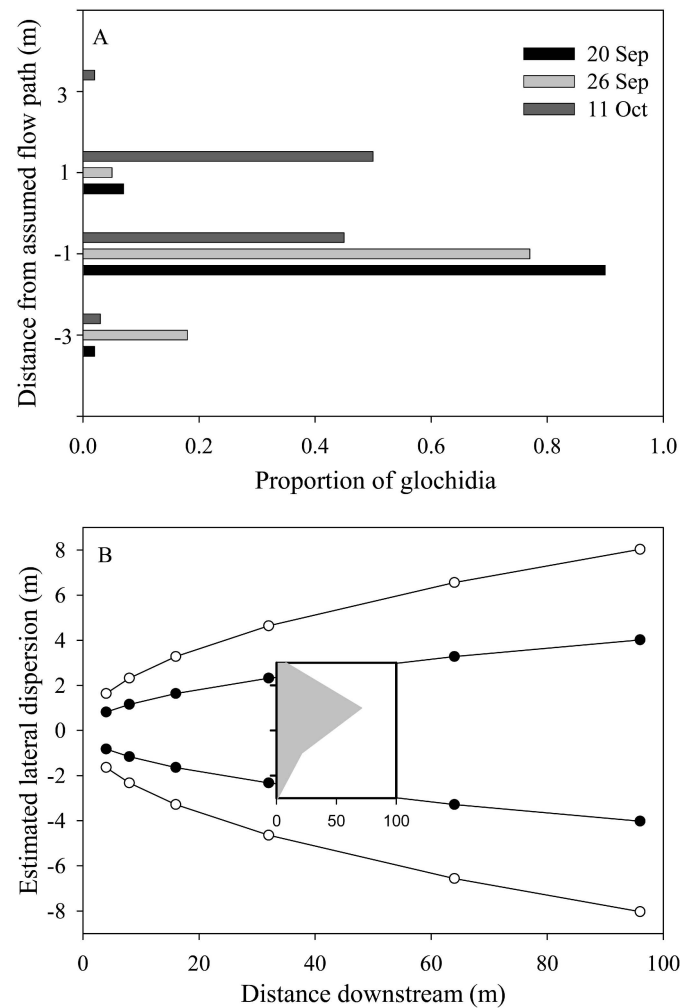 A
20 Sep
26 Sep
11 Oct
3
1
-1
-3
Distance from assumed flow path (m)
0.0 0.2 0.4 0.6 0.8 1.0
Proportion of glochidia
B
8
6
4
2
0
-2
-4
-6
-8
Estimated lateral dispersion (m)
0 50 100
0 20 40 60 80 100
Distance downstream (m)